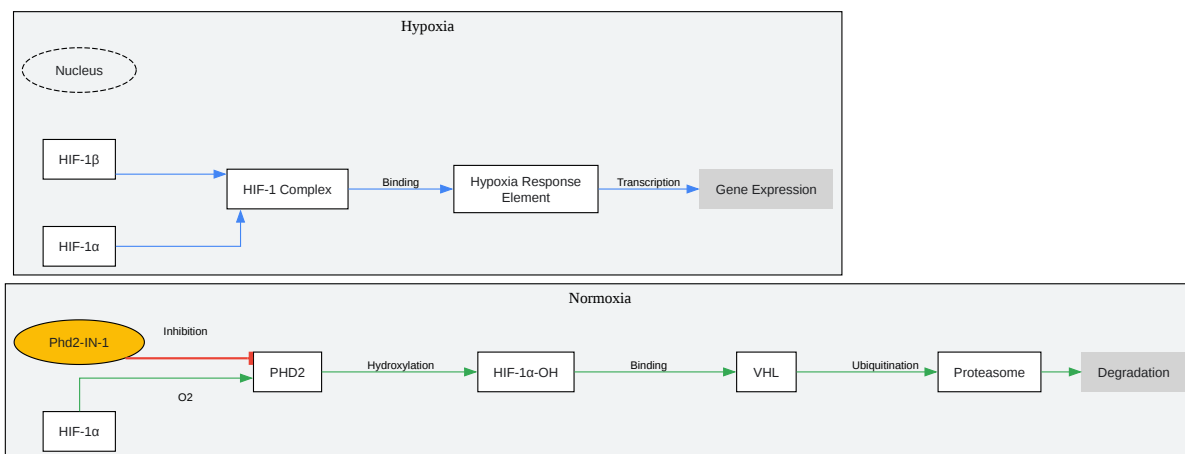 Hypoxia
Nucleus
HIF-1β
HIF-1 Complex
Binding
Hypoxia Response
Element
Transcription
Gene Expression
HIF-1α
Normoxia
Phd2-IN-1
Inhibition
PHD2
Hydroxylation
HIF-1α-OH
Binding
VHL
Ubiquitination
Proteasome
Degradation
O2
HIF-1α